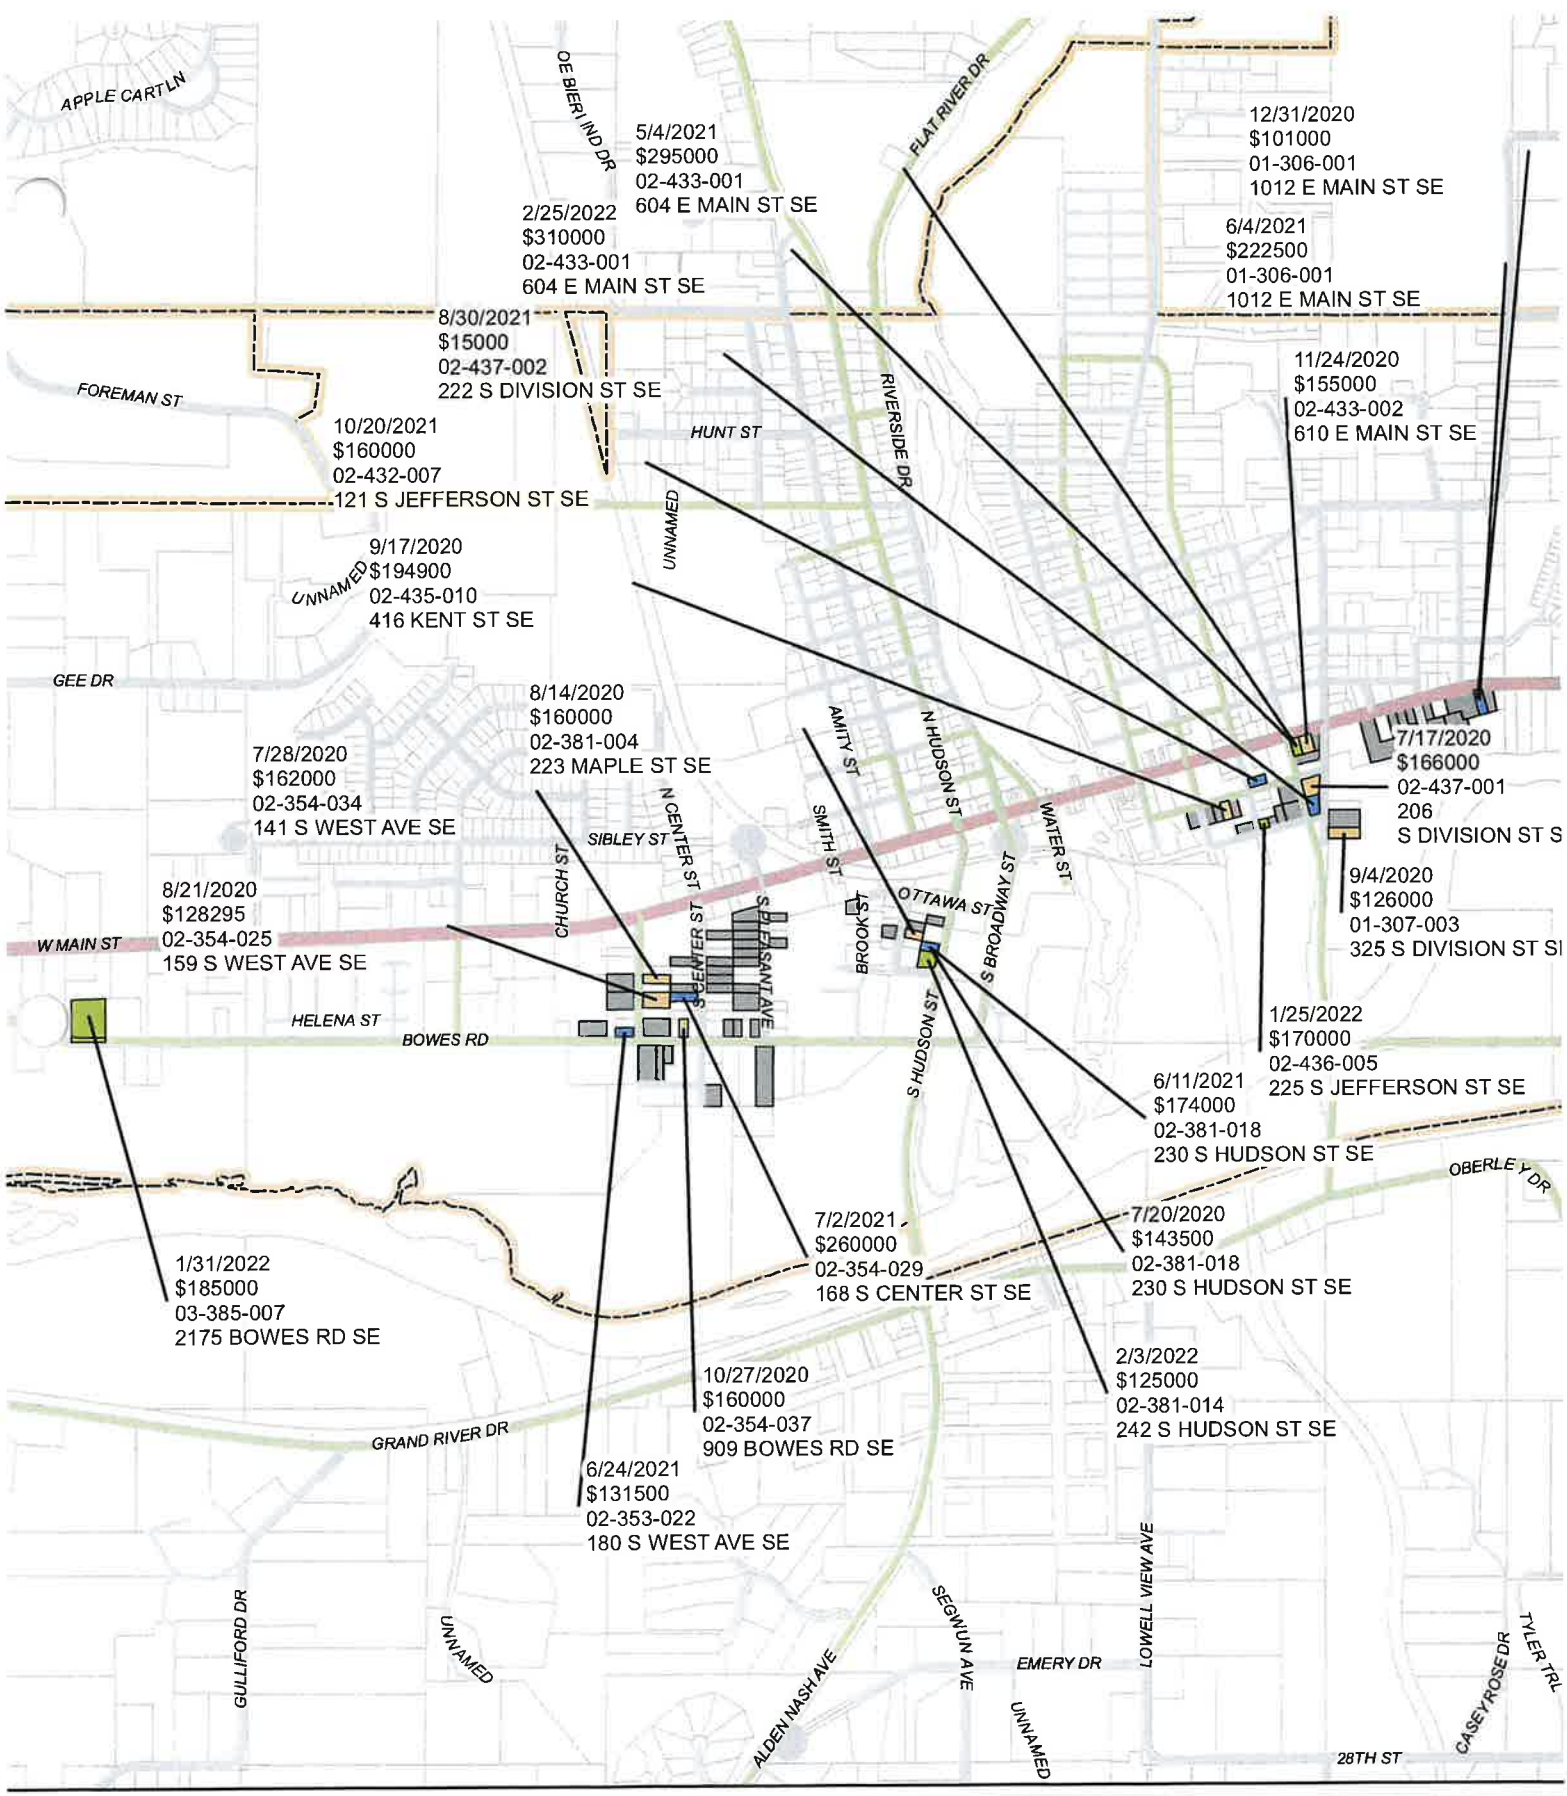 APPLE CART LN
OE BIERI IND DR
FLAT RIVER DR
5/4/2021
$295000
02-433-001
604 E MAIN ST SE
12/31/2020
$101000
01-306-001
1012 E MAIN ST SE
2/25/2022
$310000
02-433-001
604 E MAIN ST SE
6/4/2021
$222500
01-306-001
1012 E MAIN ST SE
8/30/2021
$15000
02-437-002
222 S DIVISION ST SE
11/24/2020
$155000
02-433-002
610 E MAIN ST SE
FOREMAN ST
RIVERSIDE DR
HUNT ST
10/20/2021
$160000
02-432-007
121 S JEFFERSON ST SE
UNNAMED
9/17/2020
$194900
02-435-010
416 KENT ST SE
UNNAMED
GEE DR
8/14/2020
$160000
02-381-004
223 MAPLE ST SE
AMITY ST
N HUDSON ST
7/28/2020
$162000
02-354-034
141 S WEST AVE SE
7/17/2020
$166000
02-437-001
206
S DIVISION ST S
N CENTER ST
SIBLEY ST
SMITH ST
WATER ST
CHURCH ST
8/21/2020
$128295
02-354-025
159 S WEST AVE SE
9/4/2020
$126000
01-307-003
325 S DIVISION ST SI
W MAIN ST
S CENTER ST
S PLEASANT AVE
BROOK ST
OTTAWA ST
S BROADWAY ST
HELENA ST
BOWES RD
S HUDSON ST
1/25/2022
$170000
02-436-005
225 S JEFFERSON ST SE
6/11/2021
$174000
02-381-018
230 S HUDSON ST SE
OBERLEY DR
7/2/2021
$260000
02-354-029
168 S CENTER ST SE
7/20/2020
$143500
02-381-018
230 S HUDSON ST SE
1/31/2022
$185000
03-385-007
2175 BOWES RD SE
2/3/2022
$125000
02-381-014
242 S HUDSON ST SE
10/27/2020
$160000
02-354-037
909 BOWES RD SE
GRAND RIVER DR
6/24/2021
$131500
02-353-022
180 S WEST AVE SE
LOWELL VIEW AVE
GULLIFORD DR
UNNAMED
SEGWUN AVE
EMERY DR
UNNAMED
ALDEN NASH AVE
CASEY ROSE DR
TYLER TRL
28TH ST